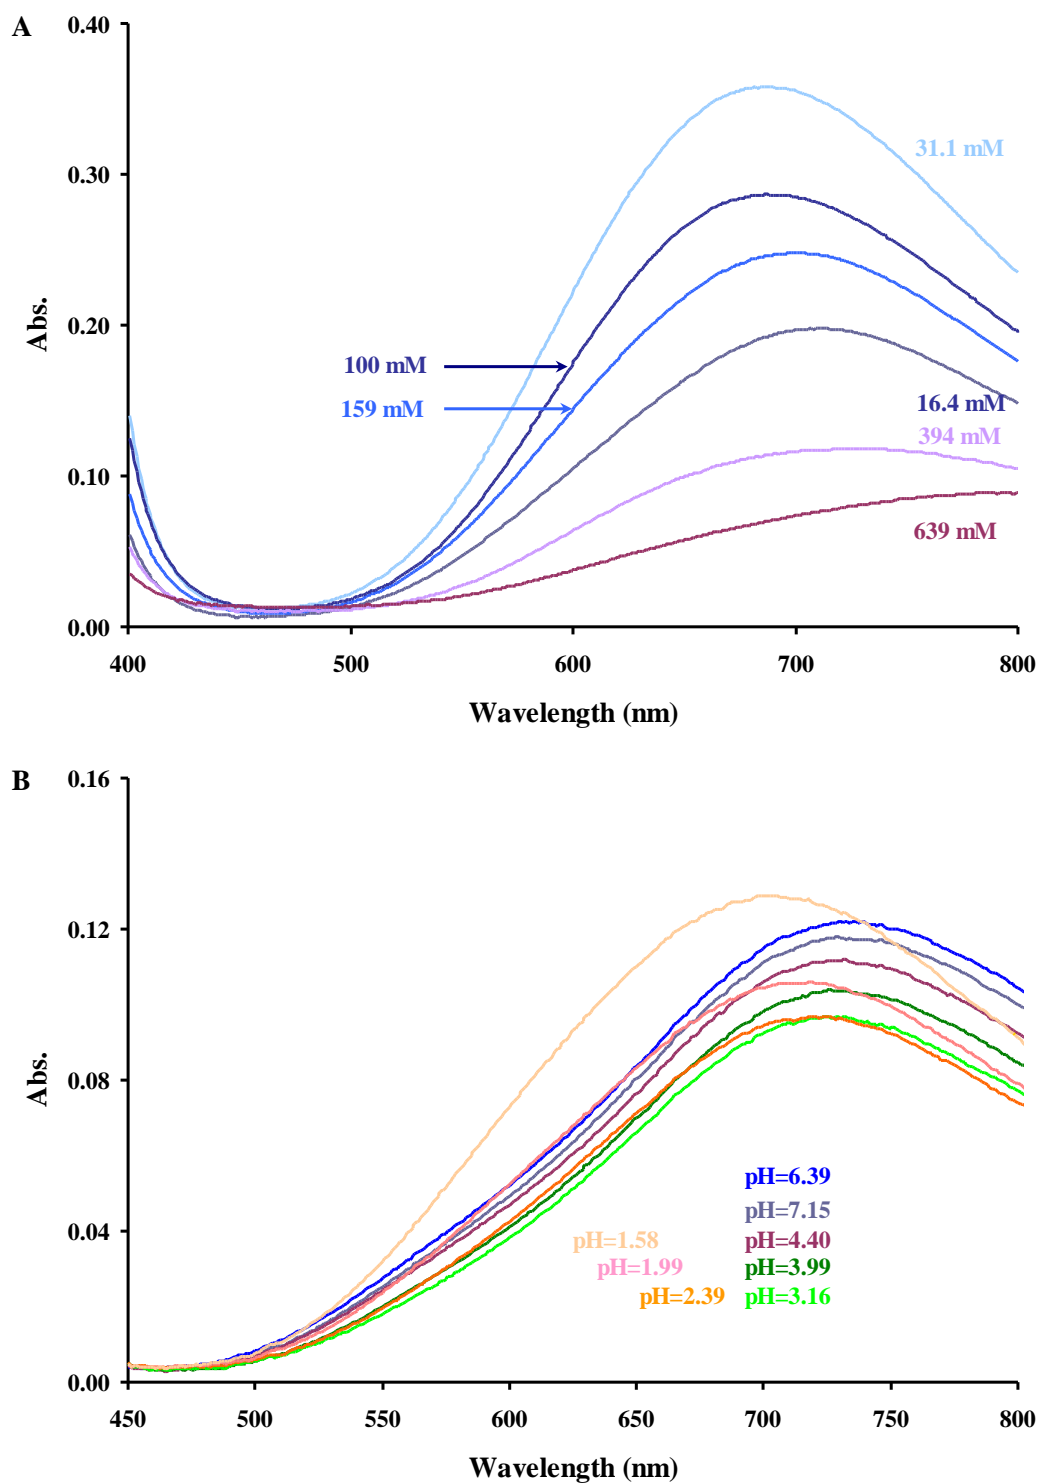 A
0.40
0.30
0.20
0.10
0.00
Abs.
31.1 mM
100 mM
159 mM
16.4 mM
394 mM
639 mM
400 500 600 700 800
Wavelength (nm)
B
0.16
0.12
0.08
0.04
0.00
Abs.
pH=6.39
pH=7.15
pH=1.58 pH=4.40
pH=1.99 pH=3.99
pH=2.39 pH=3.16
450 500 550 600 650 700 750 800
Wavelength (nm)